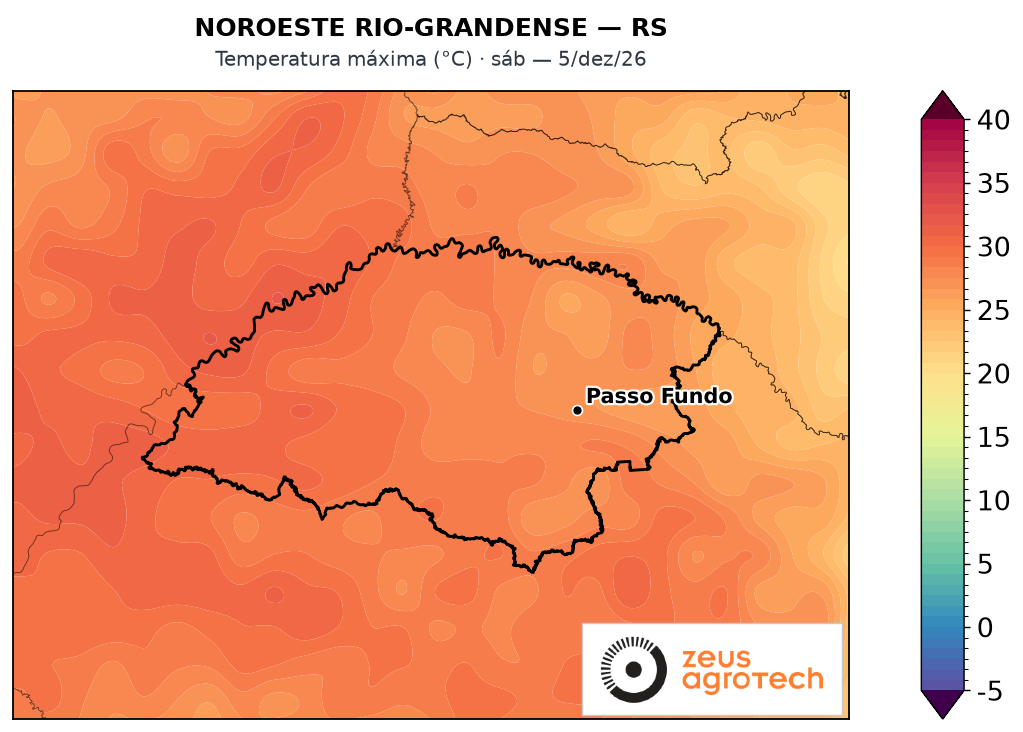 NOROESTE RIO-GRANDENSE — RS
Temperatura máxima (°C) · sáb — 5/dez/26
40
35
30
25
20
15
10
5
0
-5
Passo Fundo
zeus
agrotech